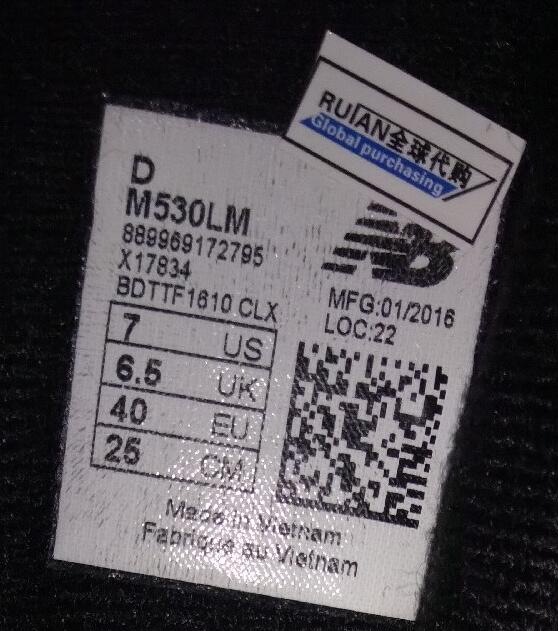 RUIAN全球代购
Global purchasing
D
M530LM
889969172795
X17834
BDTTF1610 CLX
NB
MFG:01/2016
LOC:22
7 US
6.5 UK
40 EU
25 CM
Made in Vietnam
Fabriqué au Vietnam